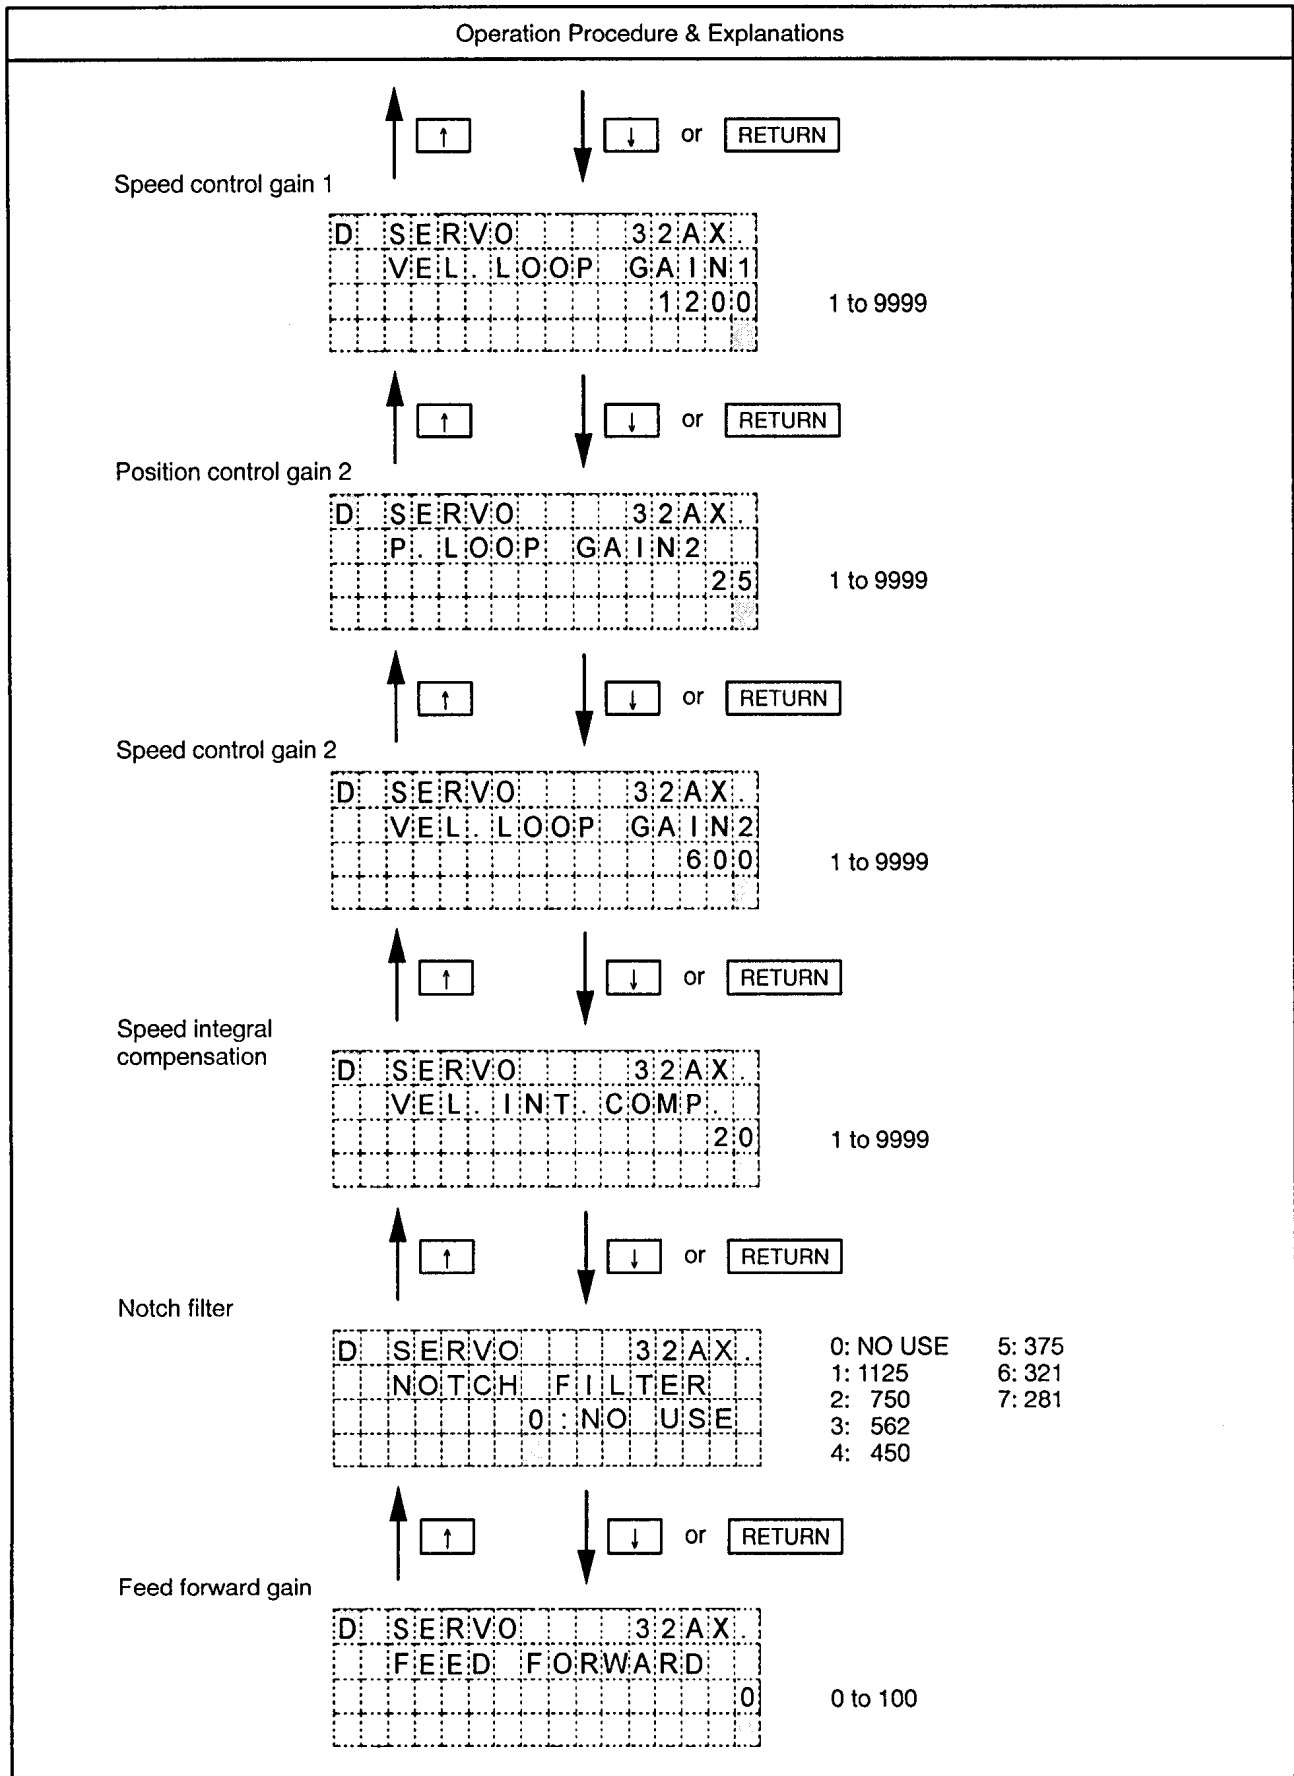 Operation Procedure & Explanations
↑ ↓ or RETURN
Speed control gain 1
D SERVO 32AX.
VEL. LOOP GAIN1
1200 1 to 9999
↑ ↓ or RETURN
Position control gain 2
D SERVO 32AX.
P. LOOP GAIN2
25 1 to 9999
↑ ↓ or RETURN
Speed control gain 2
D SERVO 32AX.
VEL. LOOP GAIN2
600 1 to 9999
↑ ↓ or RETURN
Speed integral
compensation
D SERVO 32AX.
VEL. INT. COMP.
20 1 to 9999
↑ ↓ or RETURN
Notch filter
D SERVO 32AX.
NOTCH FILTER
0:NO USE
0: NO USE 5: 375
1: 1125 6: 321
2: 750 7: 281
3: 562
4: 450
↑ ↓ or RETURN
Feed forward gain
D SERVO 32AX.
FEED FORWARD
0 0 to 100